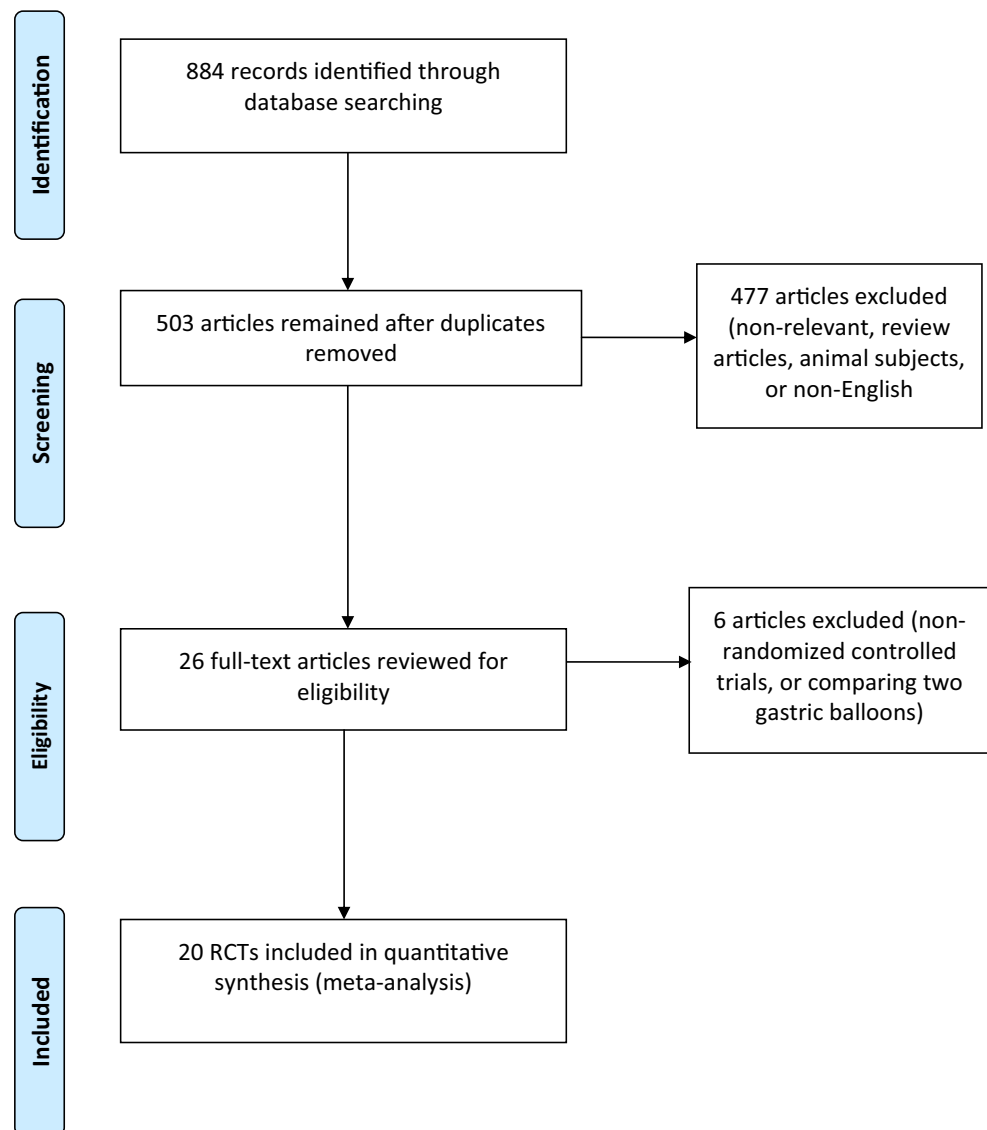 Identification
884 records identified through
database searching
Screening
503 articles remained after duplicates
removed
477 articles excluded
(non-relevant, review
articles, animal subjects,
or non-English
Eligibility
26 full-text articles reviewed for
eligibility
6 articles excluded (non-
randomized controlled
trials, or comparing two
gastric balloons)
Included
20 RCTs included in quantitative
synthesis (meta-analysis)